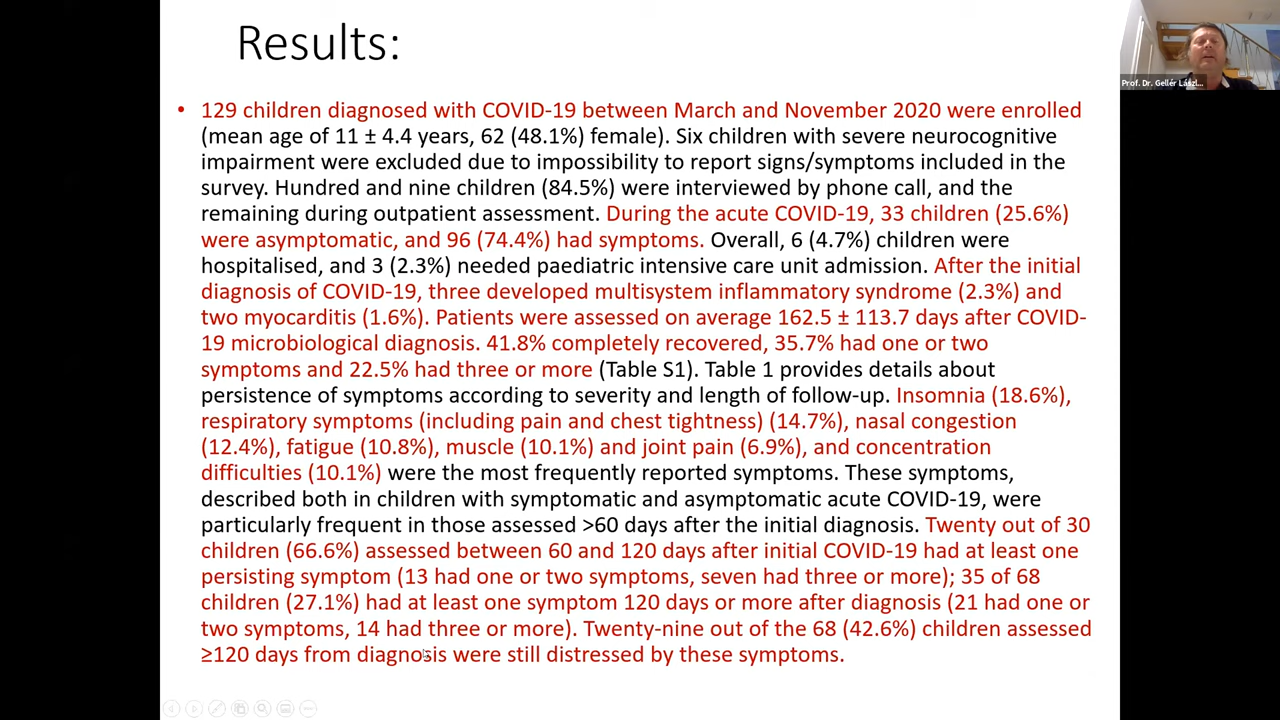 Results:
Prof. Dr. Gellér Lászl...
• 129 children diagnosed with COVID-19 between March and November 2020 were enrolled
(mean age of 11 ± 4.4 years, 62 (48.1%) female). Six children with severe neurocognitive
impairment were excluded due to impossibility to report signs/symptoms included in the
survey. Hundred and nine children (84.5%) were interviewed by phone call, and the
remaining during outpatient assessment. During the acute COVID-19, 33 children (25.6%)
were asymptomatic, and 96 (74.4%) had symptoms. Overall, 6 (4.7%) children were
hospitalised, and 3 (2.3%) needed paediatric intensive care unit admission. After the initial
diagnosis of COVID-19, three developed multisystem inflammatory syndrome (2.3%) and
two myocarditis (1.6%). Patients were assessed on average 162.5 ± 113.7 days after COVID-
19 microbiological diagnosis. 41.8% completely recovered, 35.7% had one or two
symptoms and 22.5% had three or more (Table S1). Table 1 provides details about
persistence of symptoms according to severity and length of follow-up. Insomnia (18.6%),
respiratory symptoms (including pain and chest tightness) (14.7%), nasal congestion
(12.4%), fatigue (10.8%), muscle (10.1%) and joint pain (6.9%), and concentration
difficulties (10.1%) were the most frequently reported symptoms. These symptoms,
described both in children with symptomatic and asymptomatic acute COVID-19, were
particularly frequent in those assessed >60 days after the initial diagnosis. Twenty out of 30
children (66.6%) assessed between 60 and 120 days after initial COVID-19 had at least one
persisting symptom (13 had one or two symptoms, seven had three or more); 35 of 68
children (27.1%) had at least one symptom 120 days or more after diagnosis (21 had one or
two symptoms, 14 had three or more). Twenty-nine out of the 68 (42.6%) children assessed
≥120 days from diagnosis were still distressed by these symptoms.